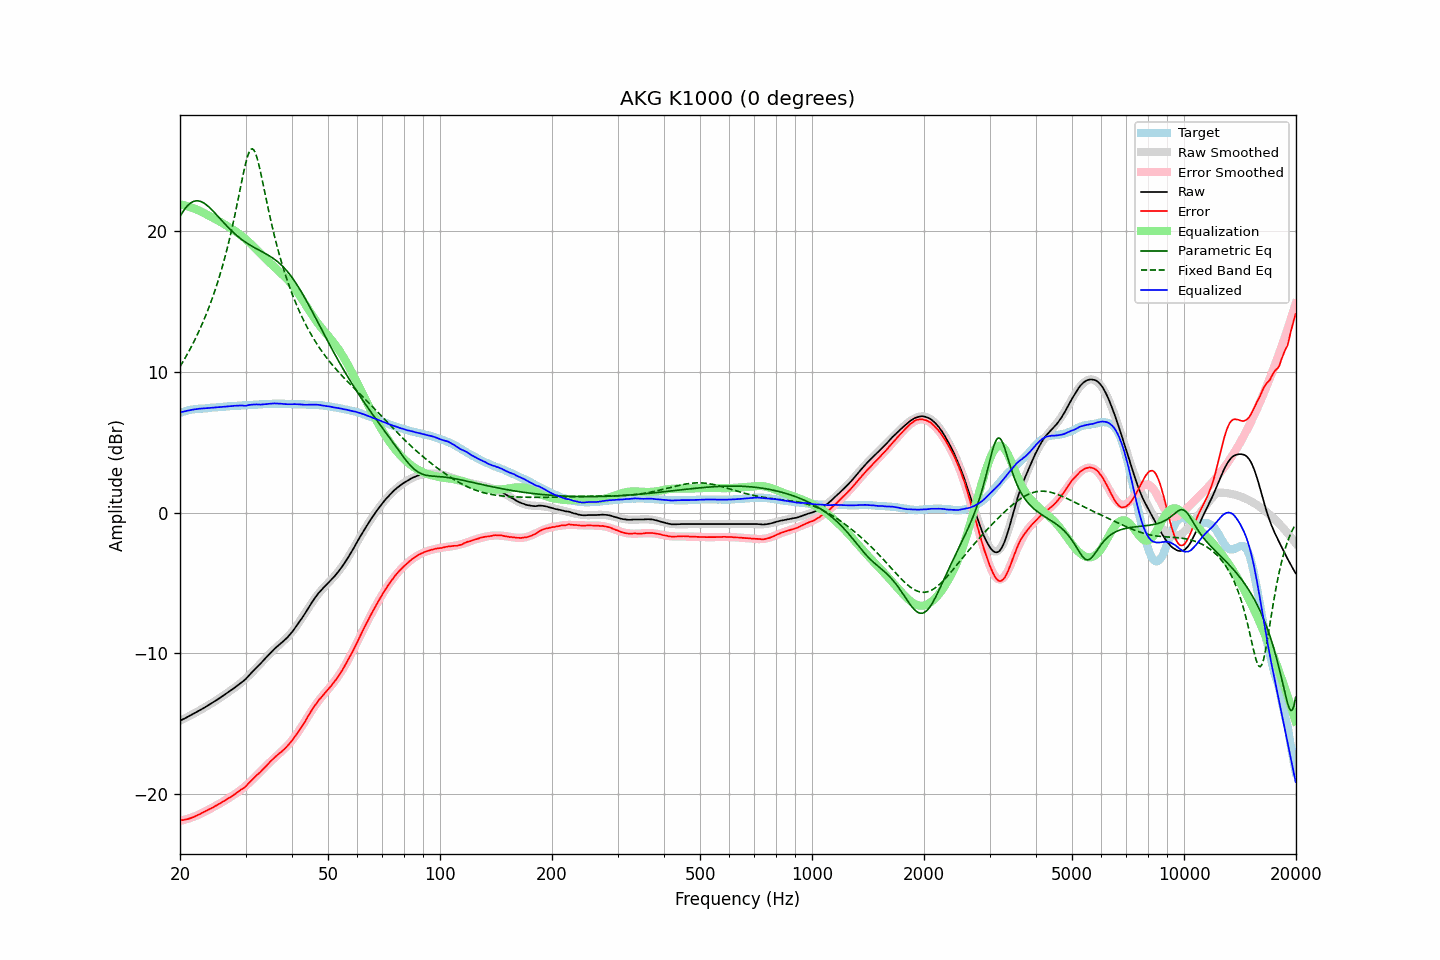 AKG K1000 (0 degrees)
Target
Raw Smoothed
Error Smoothed
Raw
Error
Equalization
Parametric Eq
Fixed Band Eq
Equalized
Amplitude (dBr)
20
10
0
−10
−20
20 50 100 200 500 1000 2000 5000 10000 20000
Frequency (Hz)